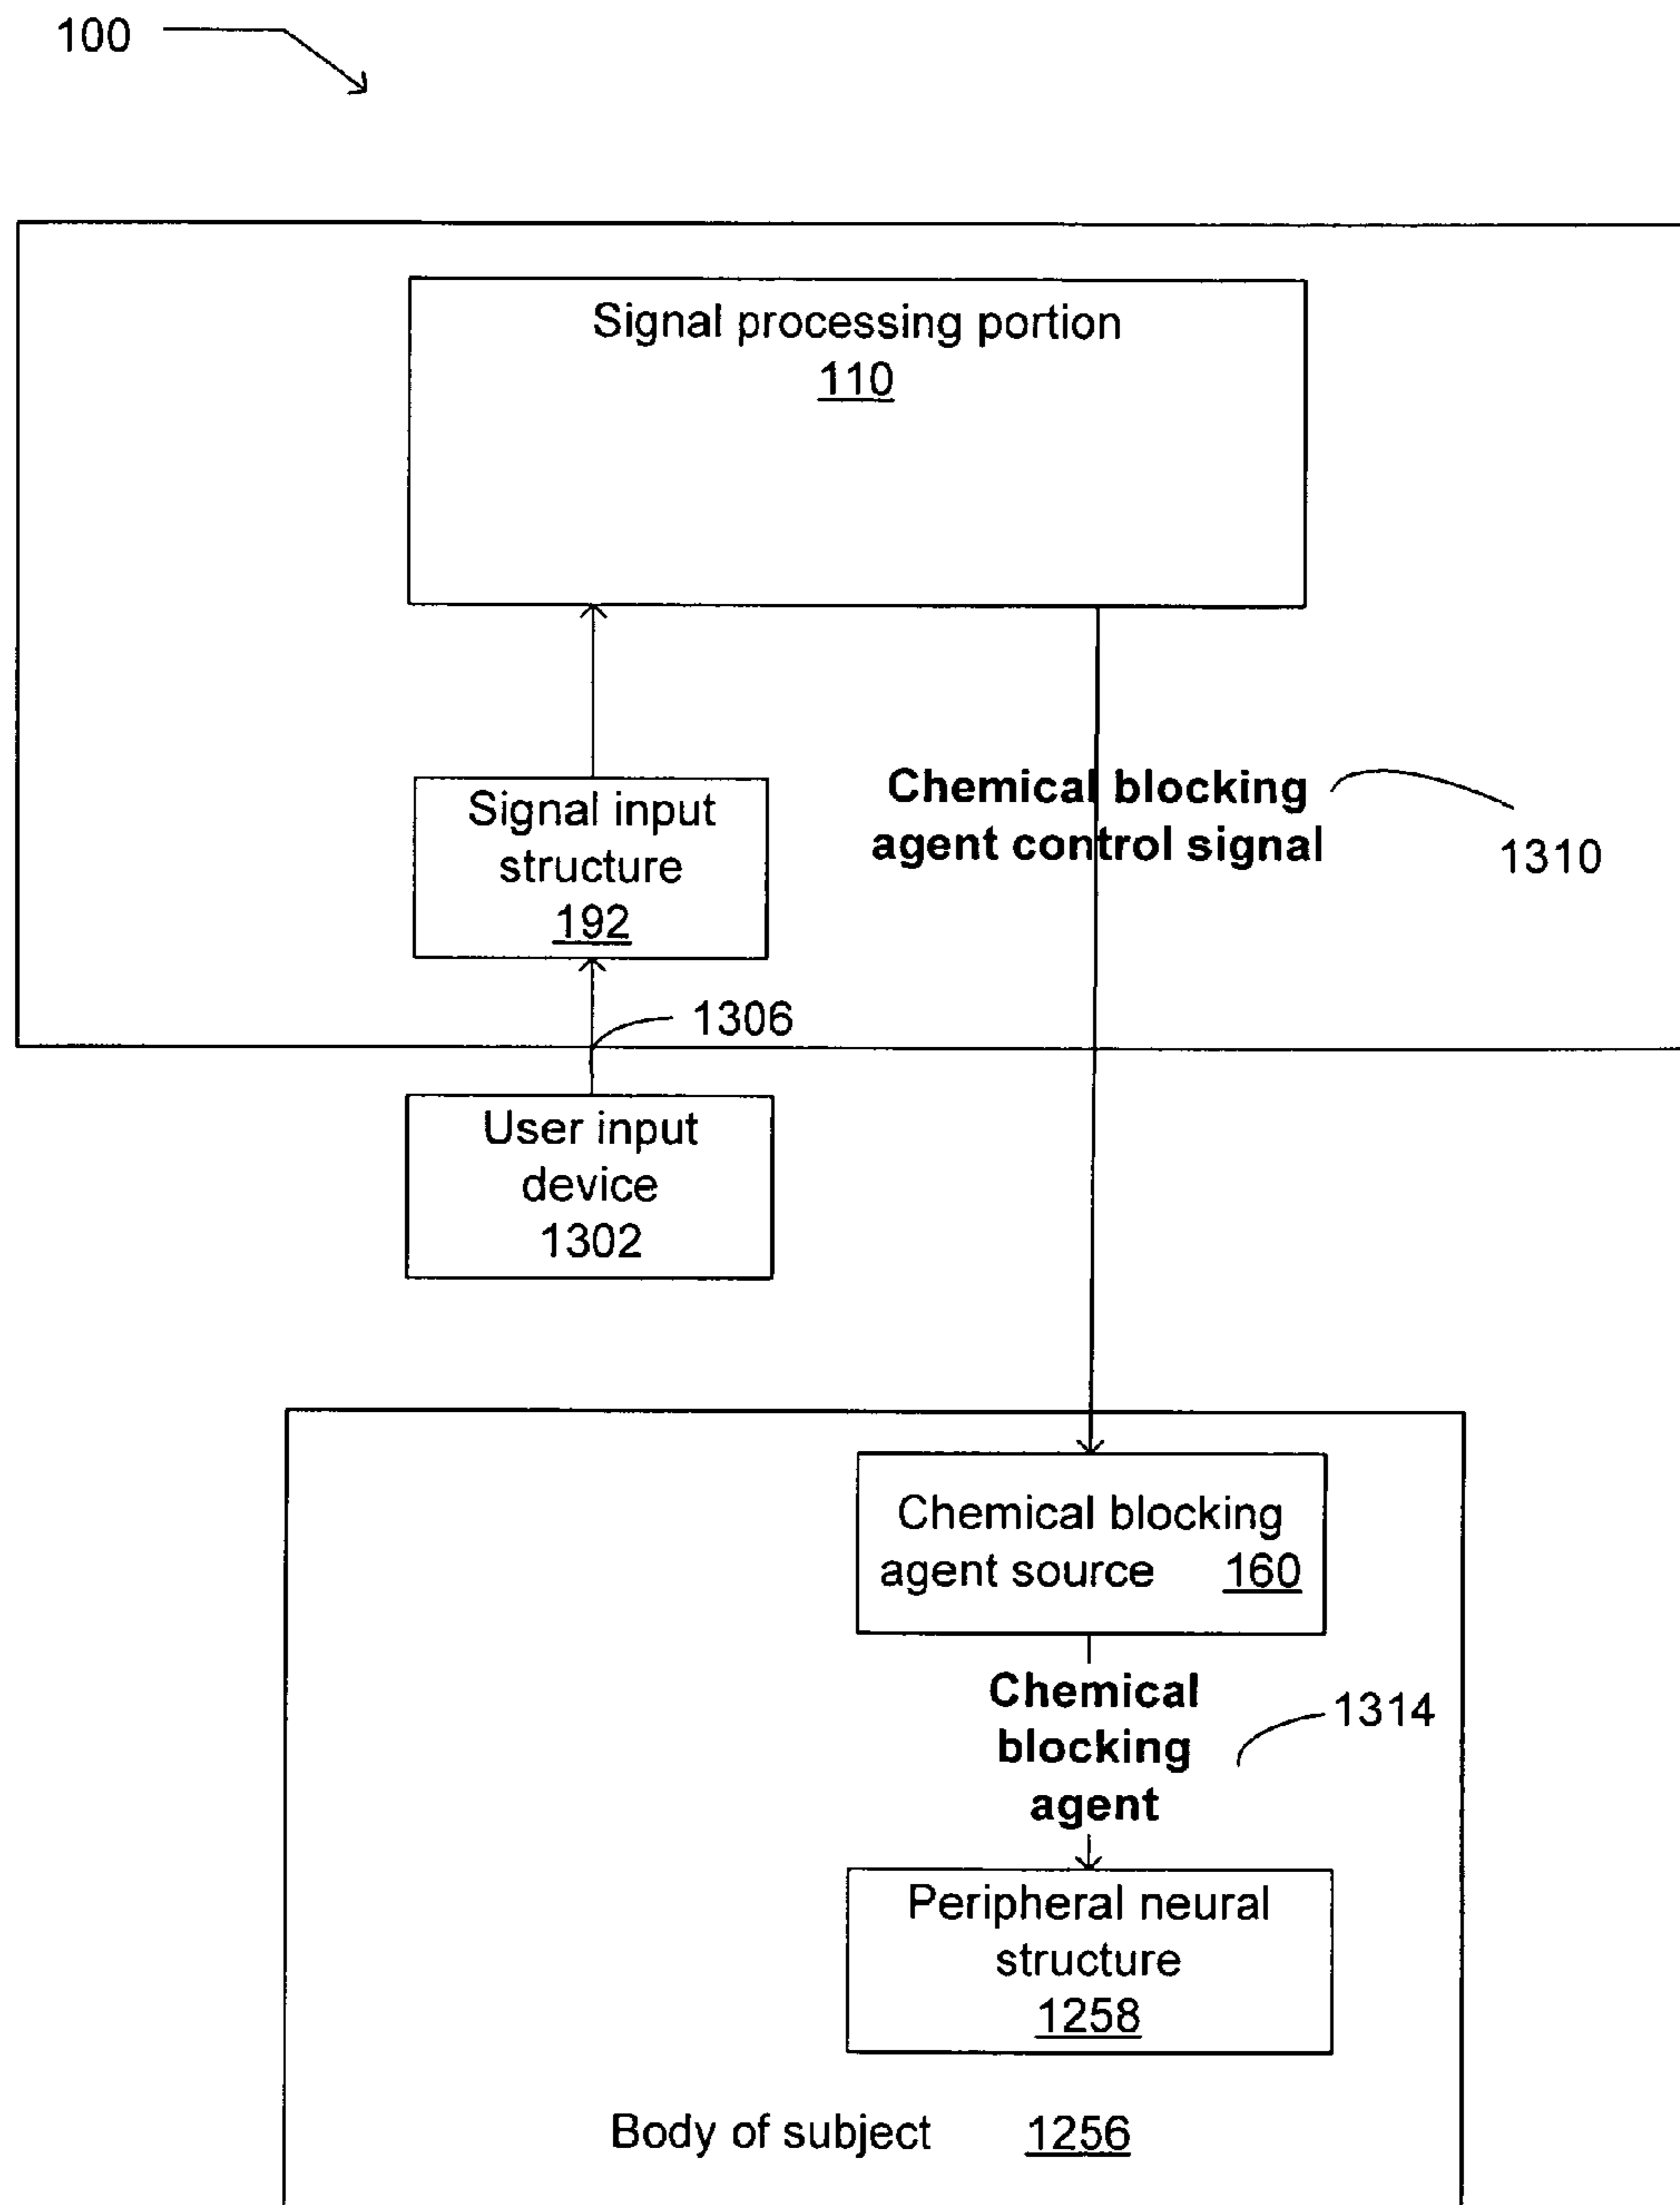 100
Signal processing portion
110
Signal input
structure
192
Chemical blocking
agent control signal
1310
1306
User input
device
1302
Chemical blocking
agent source 160
Chemical
blocking
agent
1314
Peripheral neural
structure
1258
Body of subject 1256